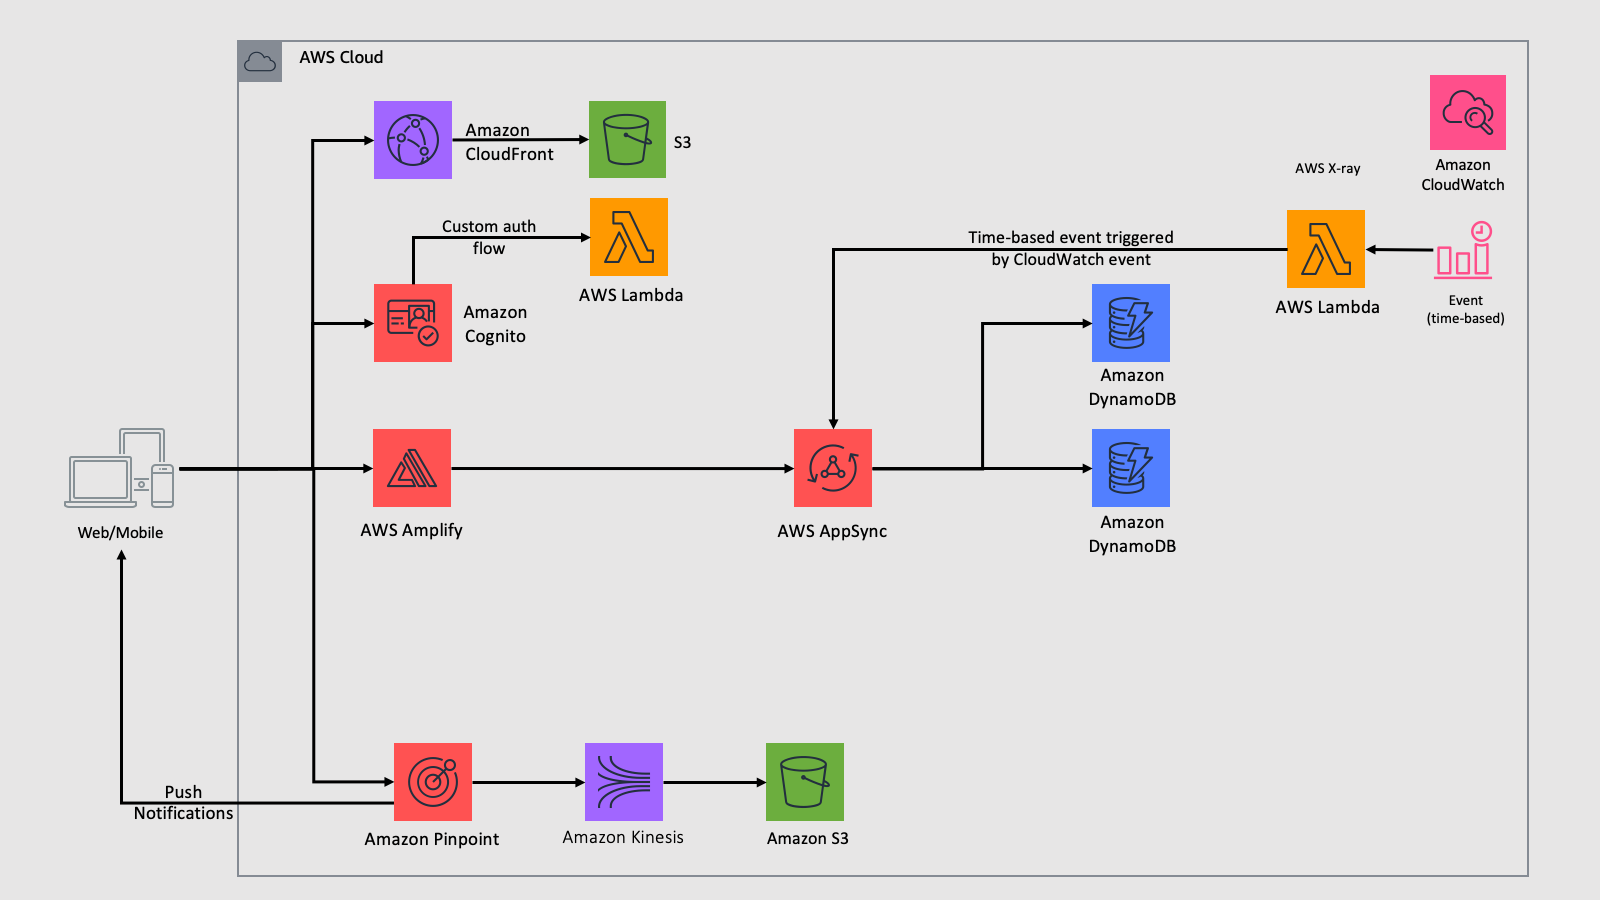 AWS Cloud
Amazon
CloudFront
S3
Custom auth
flow
AWS Lambda
Amazon
Cognito
Amazon
CloudWatch
AWS X-ray
Time-based event triggered
by CloudWatch event
AWS Lambda
Event
(time-based)
Amazon
DynamoDB
Web/Mobile
AWS Amplify
AWS AppSync
Amazon
DynamoDB
Push
Notifications
Amazon Pinpoint
Amazon Kinesis
Amazon S3